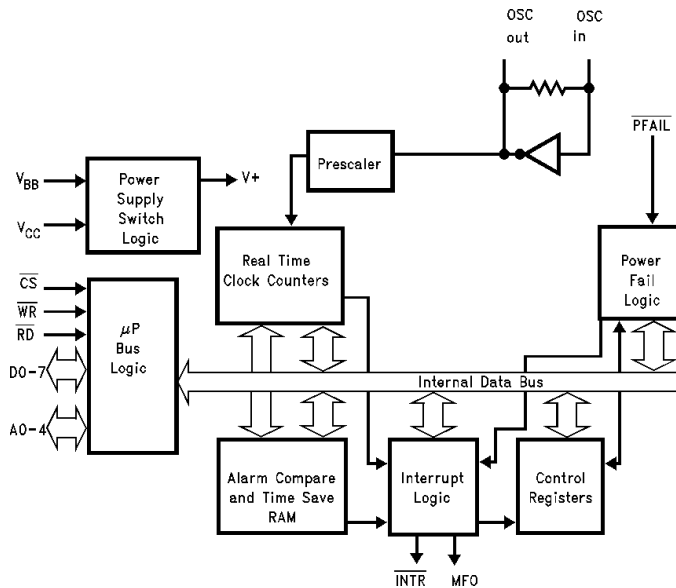 OSC OSC
out in
PFAIL
Prescaler
VBB
VCC
Power
Supply
Switch
Logic
V+
Real Time
Clock Counters
Power
Fail
Logic
CS
WR
RD
DO-7
AO-4
μP
Bus
Logic
Internal Data Bus
Alarm Compare
and Time Save
RAM
Interrupt
Logic
Control
Registers
INTR
MFO